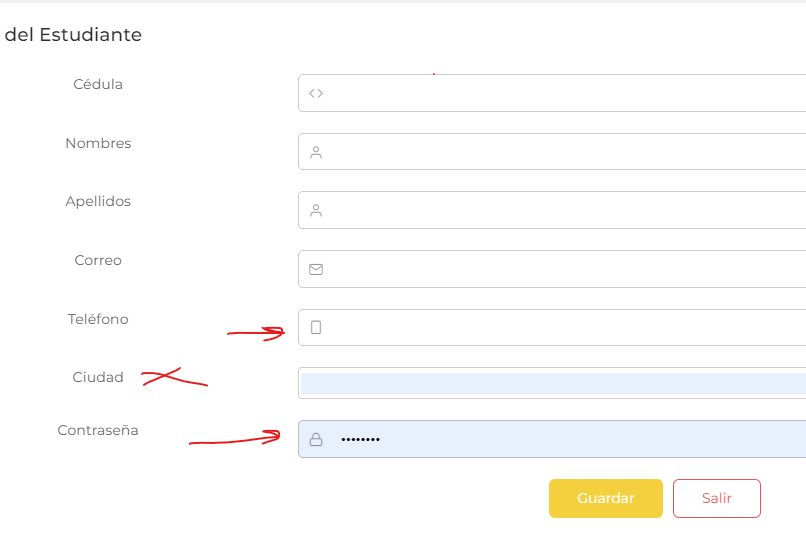 del Estudiante
Cédula
Nombres
Apellidos
Correo
Teléfono
Ciudad
Contraseña
••••••••
Guardar
Salir